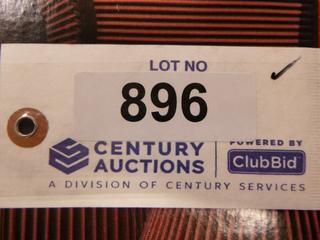 LOT NO
896
CENTURY
AUCTIONS
POWERED BY
ClubBid
A DIVISION OF CENTURY SERVICES